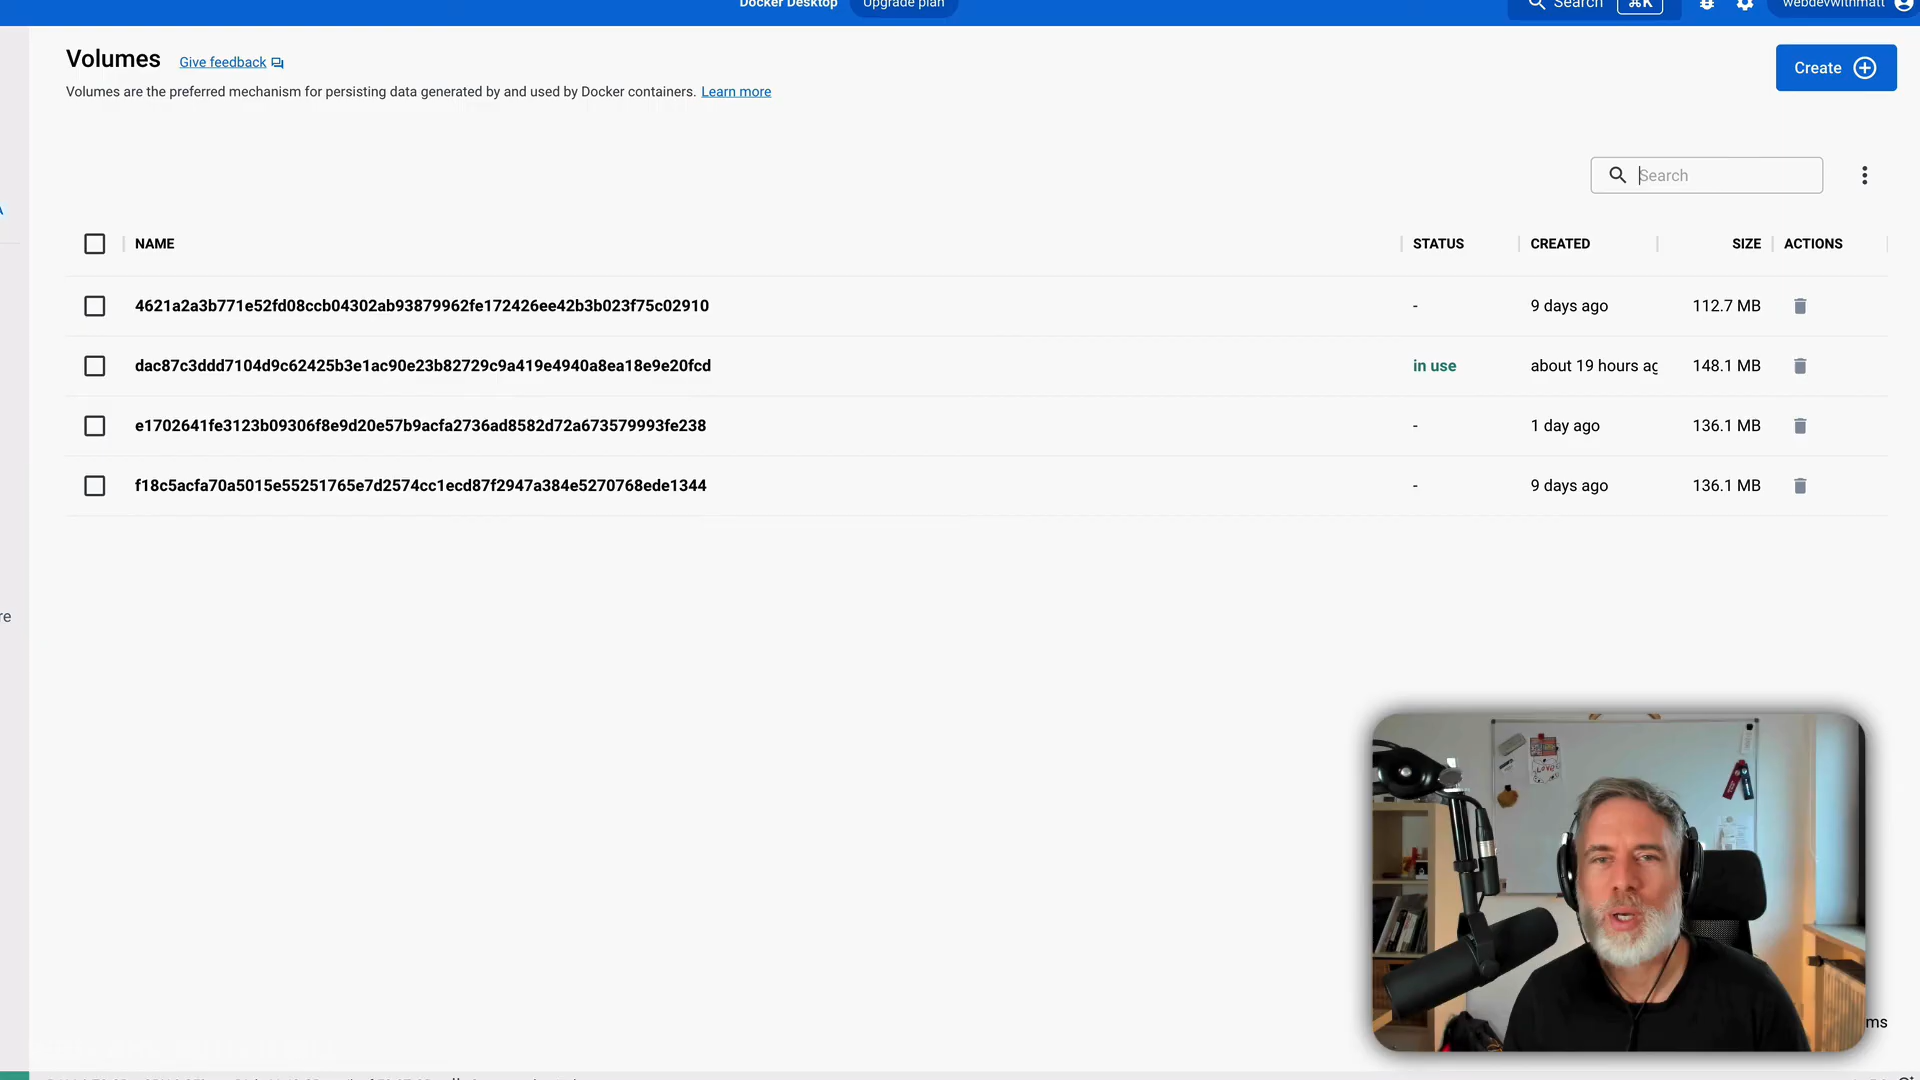 Docker Desktop Upgrade plan Search ⌘K webdevwithmatt
Volumes Give feedback
Create
Volumes are the preferred mechanism for persisting data generated by and used by Docker containers. Learn more
Search
NAME STATUS CREATED SIZE ACTIONS
4621a2a3b771e52fd08ccb04302ab93879962fe172426ee42b3b023f75c02910 - 9 days ago 112.7 MB
dac87c3ddd7104d9c62425b3e1ac90e23b82729c9a419e4940a8ea18e9e20fcd in use about 19 hours ag 148.1 MB
e1702641fe3123b09306f8e9d20e57b9acfa2736ad8582d72a673579993fe238 - 1 day ago 136.1 MB
f18c5acfa70a5015e55251765e7d2574cc1ecd87f2947a384e5270768ede1344 - 9 days ago 136.1 MB
re
ms